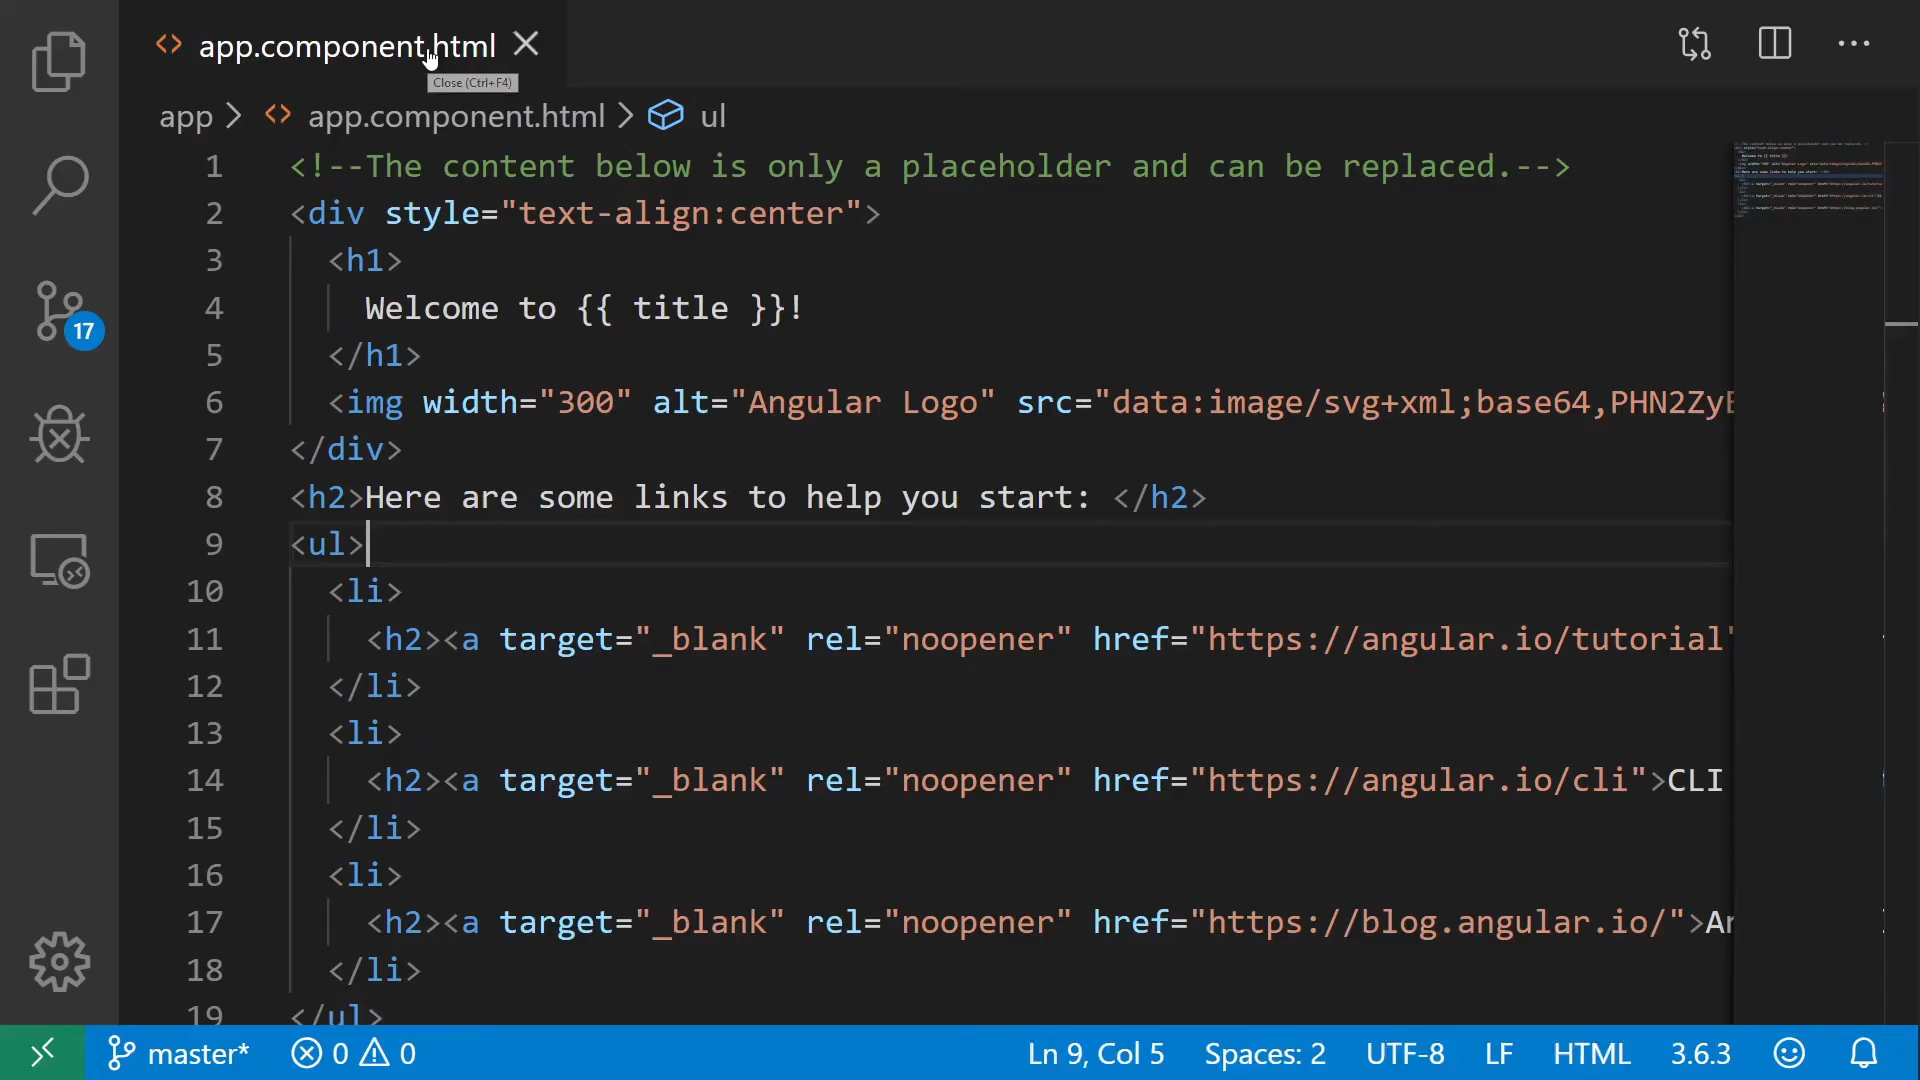 app.component.html
Close (Ctrl+F4)
app > app.component.html > ul
1 <!--The content below is only a placeholder and can be replaced.-->
2 <div style="text-align:center">
3 <h1>
4 Welcome to {{ title }}!
5 </h1>
6 <img width="300" alt="Angular Logo" src="data:image/svg+xml;base64,PHN2ZyB
7 </div>
8 <h2>Here are some links to help you start: </h2>
9 <ul>
10 <li>
11 <h2><a target="_blank" rel="noopener" href="https://angular.io/tutorial"
12 </li>
13 <li>
14 <h2><a target="_blank" rel="noopener" href="https://angular.io/cli">CLI
15 </li>
16 <li>
17 <h2><a target="_blank" rel="noopener" href="https://blog.angular.io/">An
18 </li>
19 </ul>
17
master* 0 0 Ln 9, Col 5 Spaces: 2 UTF-8 LF HTML 3.6.3